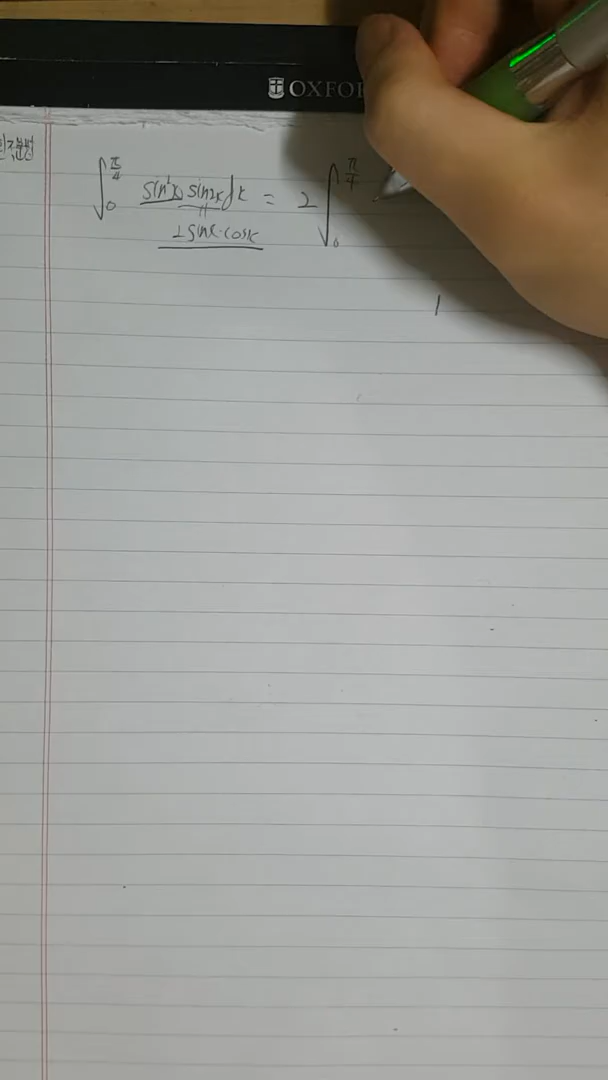 OXFO
∫₀^(π/4) sin²x sin2x dx = 2 ∫₀^(π/4)
=
2sinx·cosx